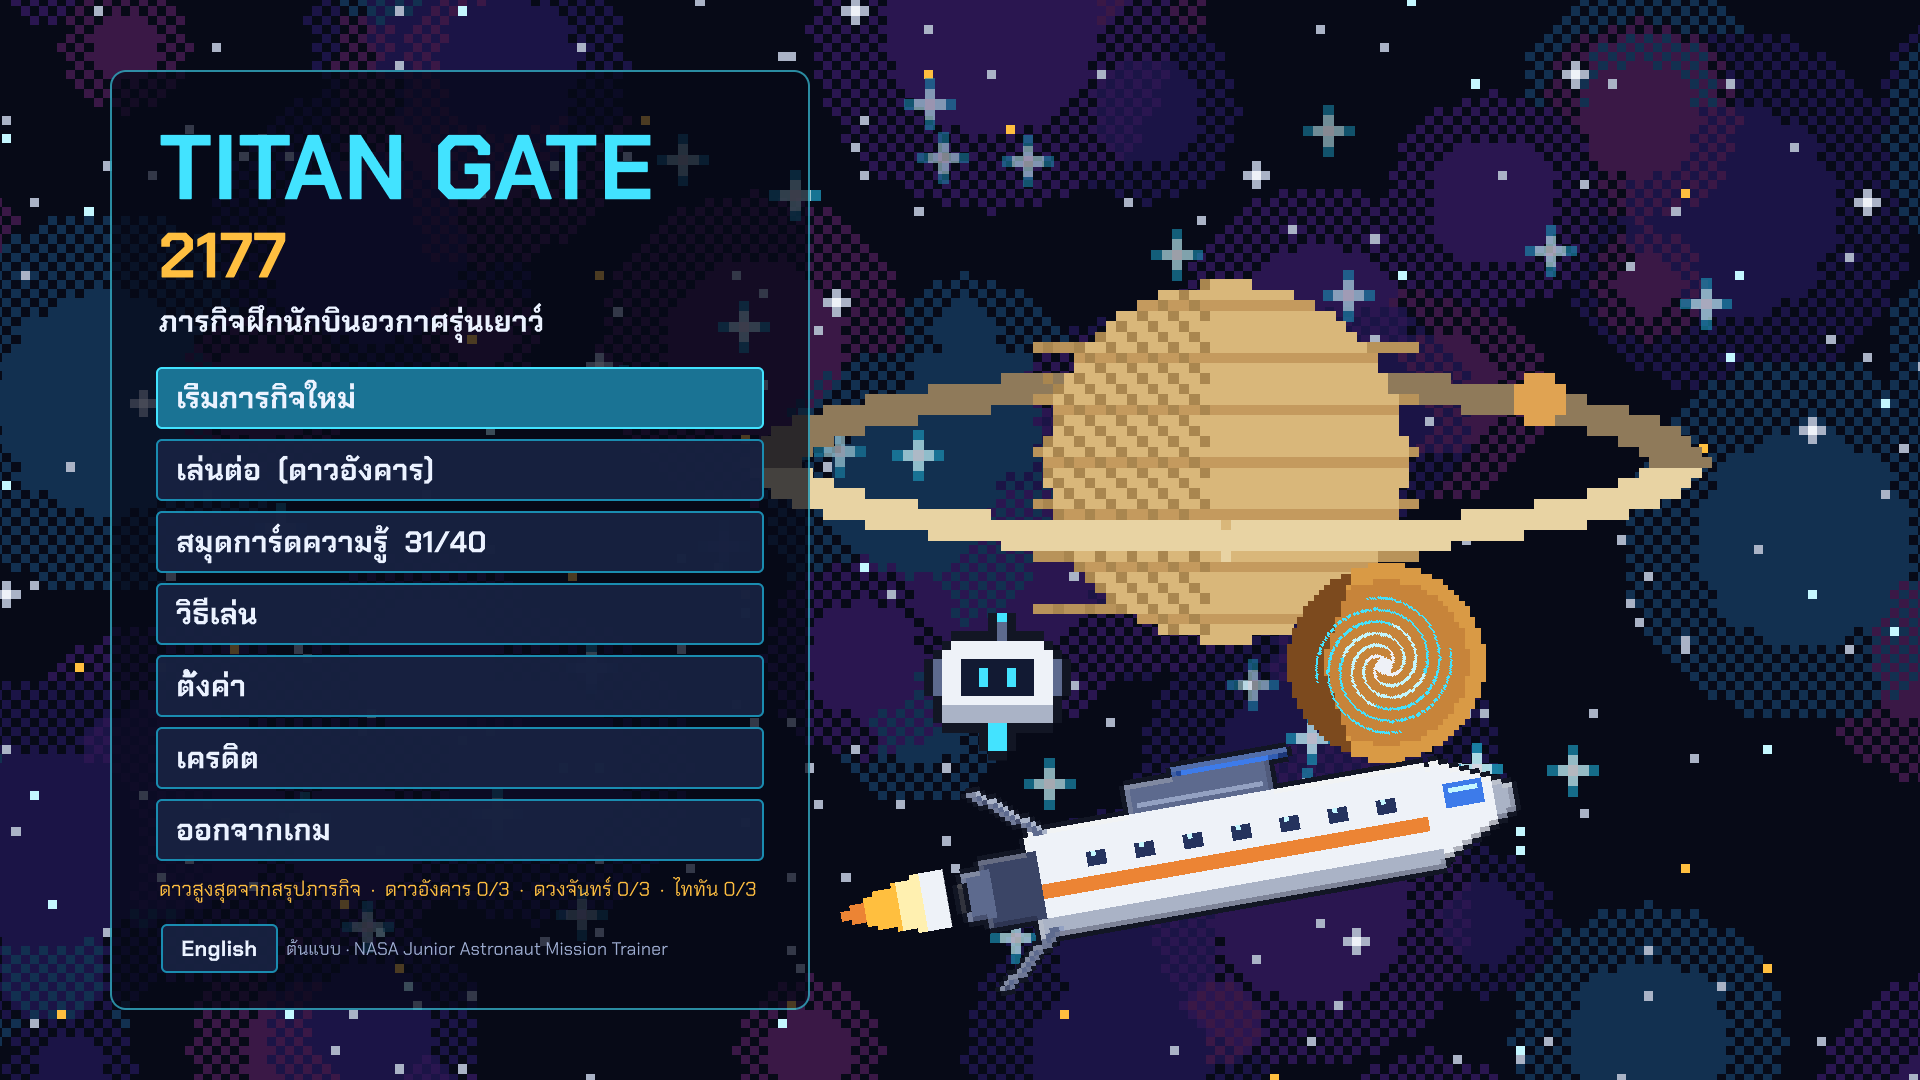 TITAN GATE
2177
ภารกิจฝึกนักบินอวกาศรุ่นเยาว์
เริ่มภารกิจใหม่
เล่นต่อ (ดาวอังคาร)
สมุดการ์ดความรู้ 31/40
วิธีเล่น
ตั้งค่า
เครดิต
ออกจากเกม
ดาวสูงสุดจากสรุปภารกิจ · ดาวอังคาร 0/3 · ดวงจันทร์ 0/3 · ไททัน 0/3
English ต้นแบบ · NASA Junior Astronaut Mission Trainer